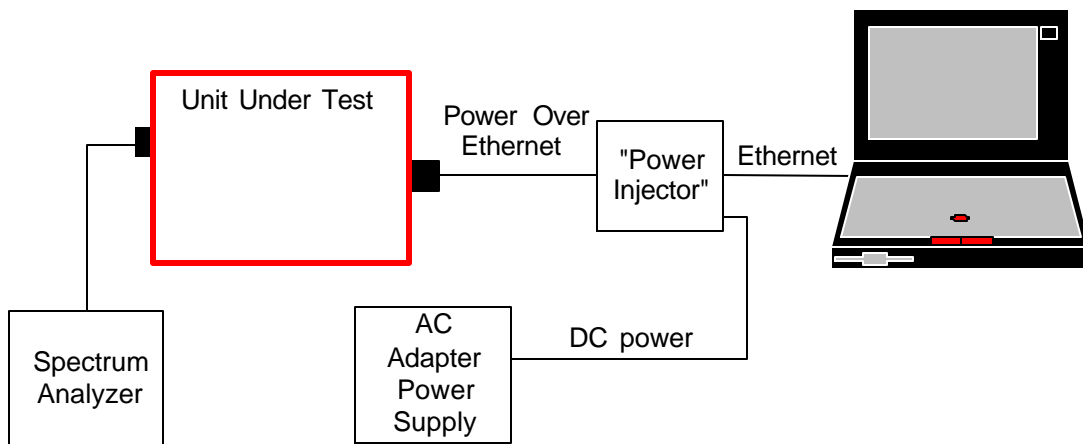 Unit Under Test
Power Over
Ethernet
"Power
Injector"
Ethernet
Spectrum
Analyzer
AC
Adapter
Power
Supply
DC power